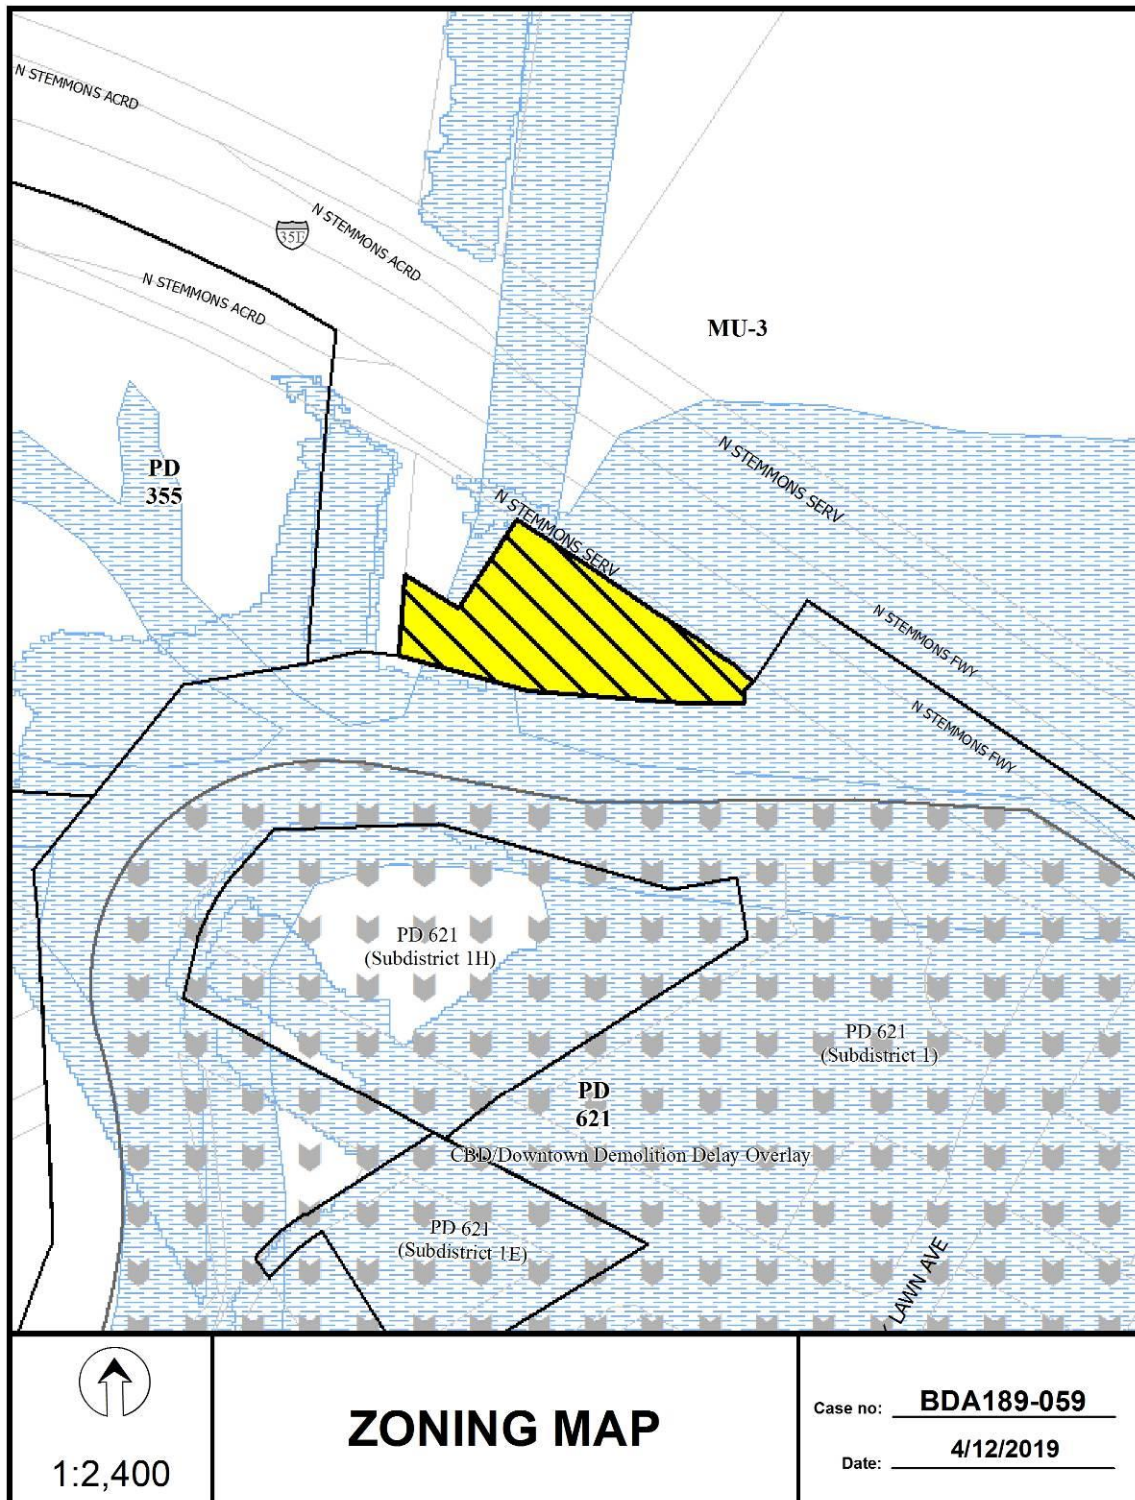 N STEMMONS ACRD
N STEMMONS ACRD
35E
N STEMMONS ACRD
MU-3
PD
355
N STEMMONS SERV
N STEMMONS SERV
N STEMMONS FWY
N STEMMONS FWY
PD 621
(Subdistrict 1H)
PD 621
(Subdistrict 1)
PD
621
CBD/Downtown Demolition Delay Overlay
PD 621
(Subdistrict 1E)
LAWN AVE
1:2,400
ZONING MAP
Case no: BDA189-059
Date: 4/12/2019